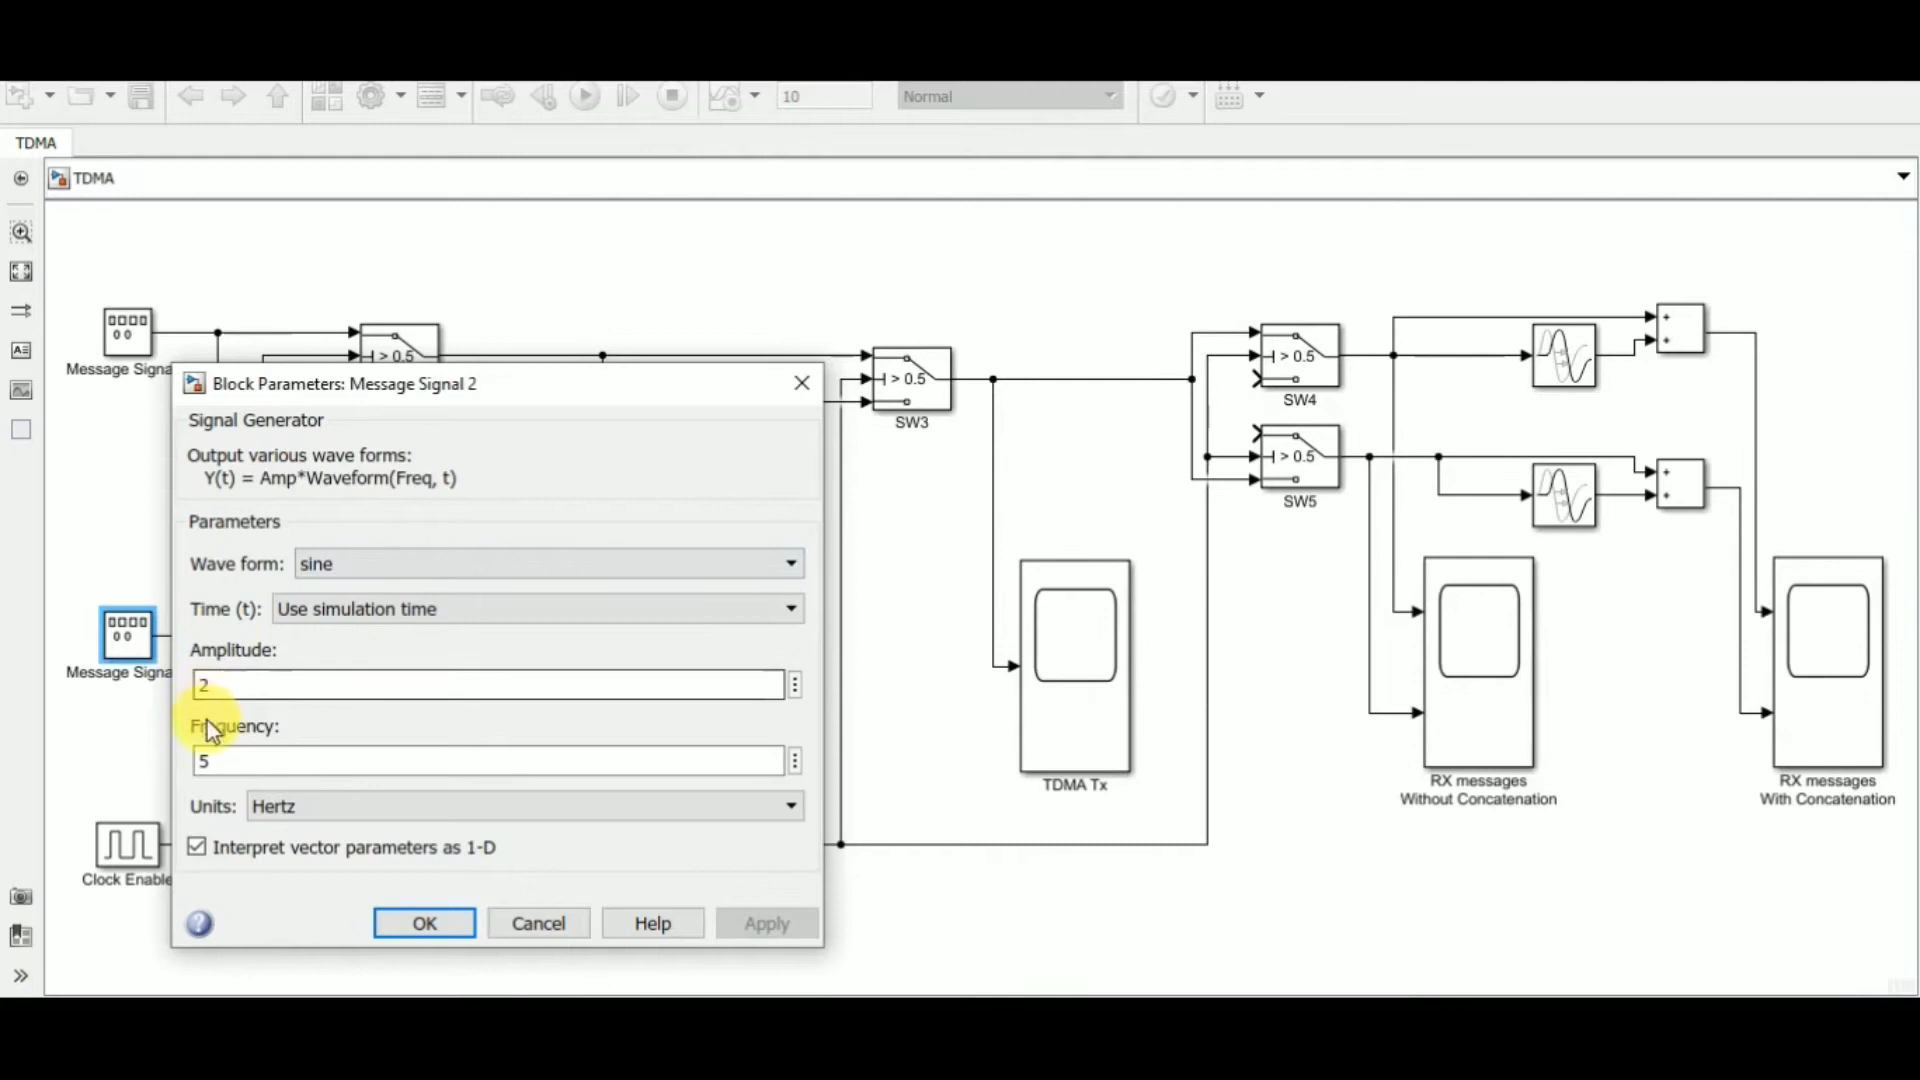 10
Normal
TDMA
TDMA
Message Signa
> 0.5
> 0.5
SW3
> 0.5
SW4
> 0.5
SW5
Block Parameters: Message Signal 2
Signal Generator
Output various wave forms:
Y(t) = Amp*Waveform(Freq, t)
Parameters
Wave form: sine
Time (t): Use simulation time
Amplitude:
2
Frequency:
5
Units: Hertz
Interpret vector parameters as 1-D
OK
Cancel
Help
Apply
Message Signa
Clock Enable
TDMA Tx
RX messages
Without Concatenation
RX messages
With Concatenation